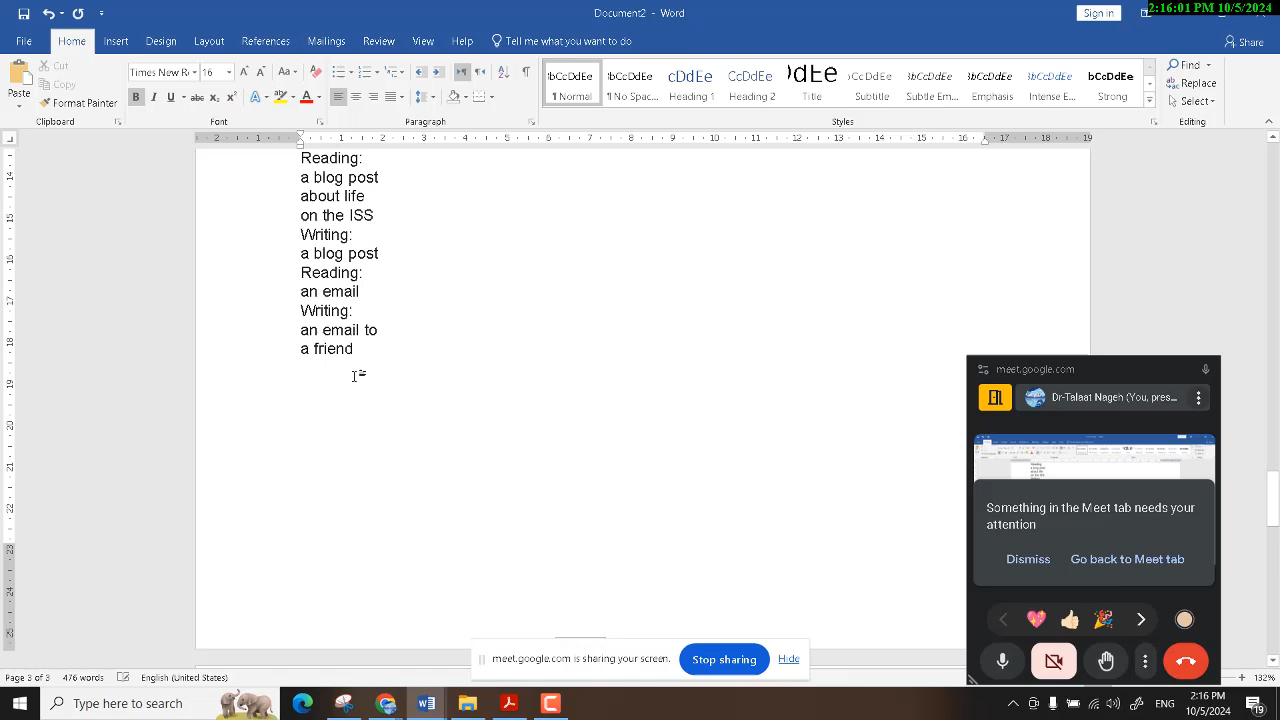 2:16:01 PM 10/5/2024
Document2 - Word
Sign in
File Home Insert Design Layout References Mailings Review View Help Tell me what you want to do
Share
Paste
Cut
Copy
Format Painter
Clipboard
Times New Ro 16
Font
Paragraph
¶ Normal
¶ No Spac...
Heading 1
Heading 2
Title
Subtitle
Subtle Em...
Emphasis
Intense E...
Strong
Styles
Find
Replace
Select
Editing
Reading:
a blog post
about life
on the ISS
Writing:
a blog post
Reading:
an email
Writing:
an email to
a friend
meet.google.com
Dr-Talaat Nageh (You, pres...
Something in the Meet tab needs your
attention
Dismiss Go back to Meet tab
meet.google.com is sharing your screen.
Stop sharing
Hide
Page 3 of 3 476 words English (United States)
132%
Type here to search
ENG
2:16 PM
10/5/2024
19